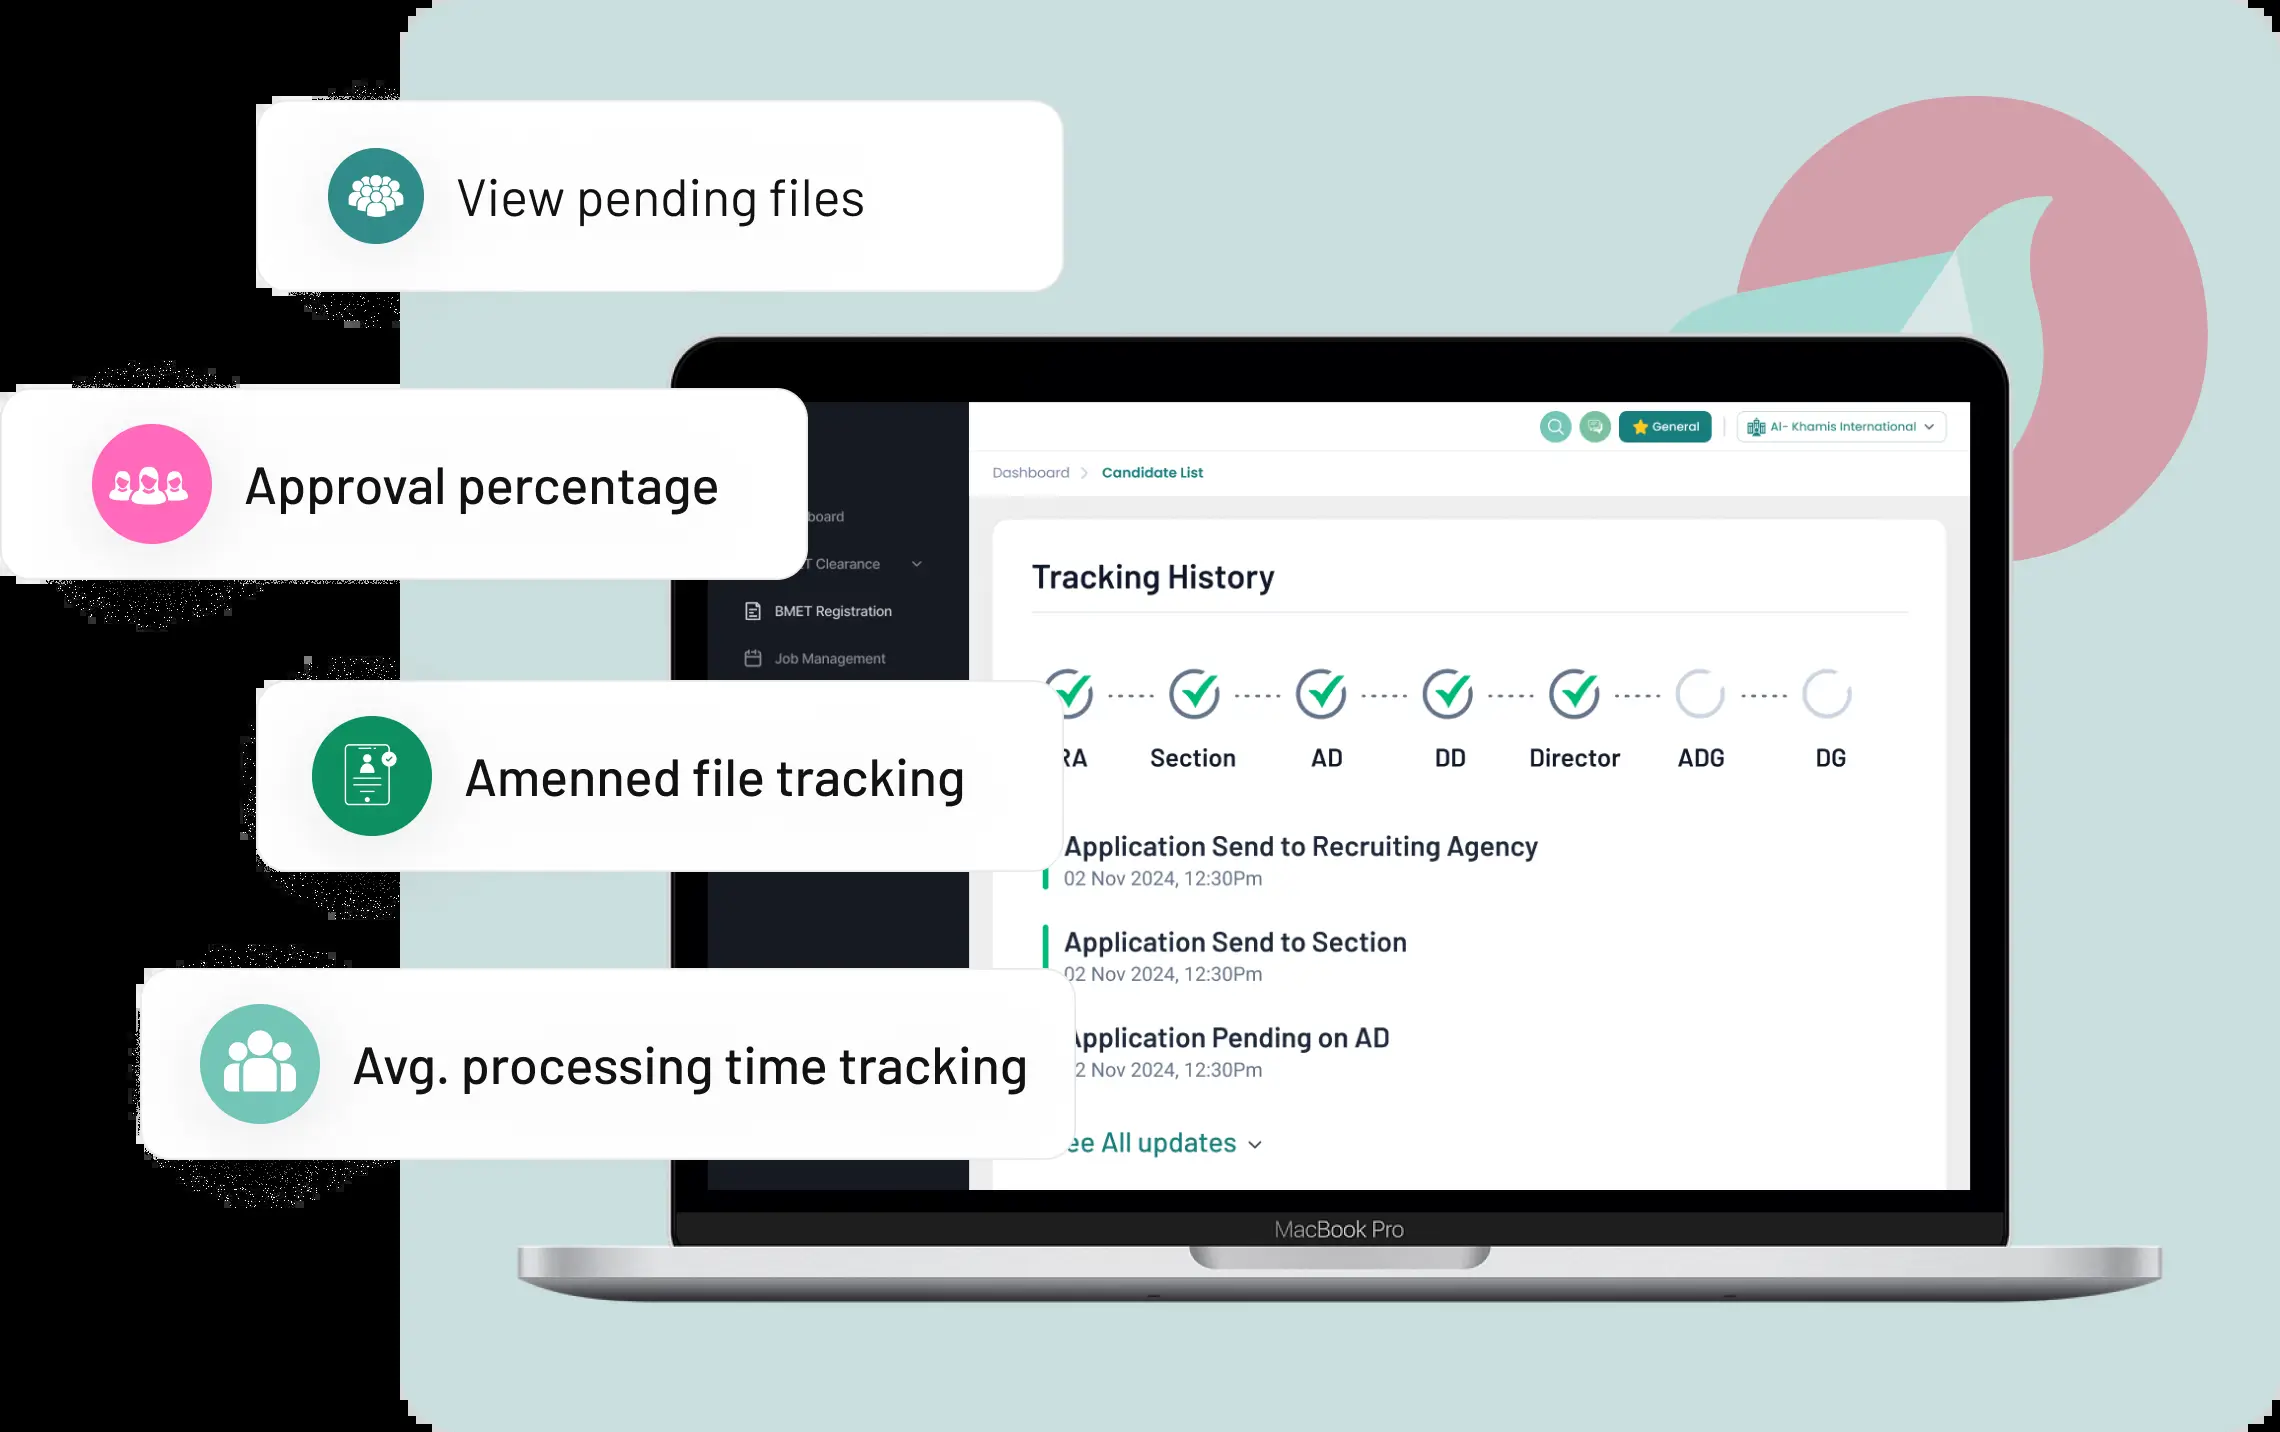 View pending files
Approval percentage
Amenned file tracking
Avg. processing time tracking
General
Al- Khamis International
Dashboard
Candidate List
board
T Clearance
BMET Registration
Job Management
Tracking History
RA
Section
AD
DD
Director
ADG
DG
Application Send to Recruiting Agency
02 Nov 2024, 12:30Pm
Application Send to Section
02 Nov 2024, 12:30Pm
Application Pending on AD
2 Nov 2024, 12:30Pm
ee All updates
MacBook Pro